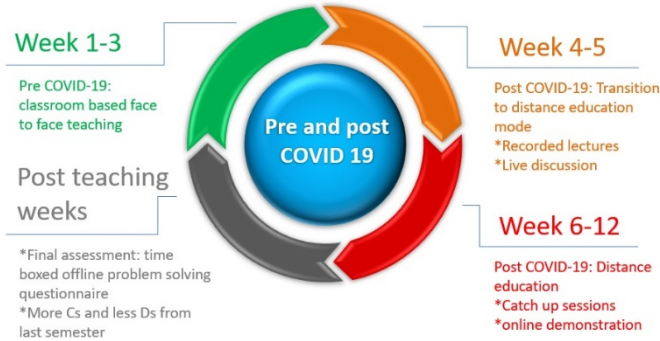 Week 1-3
Pre COVID-19:
classroom based face
to face teaching
Pre and post
COVID 19
Week 4-5
Post COVID-19: Transition
to distance education
mode
*Recorded lectures
*Live discussion
Post teaching
weeks
*Final assessment: time
boxed offline problem solving
questionnaire
*More Cs and less Ds from
last semester
Week 6-12
Post COVID-19: Distance
education
*Catch up sessions
*online demonstration